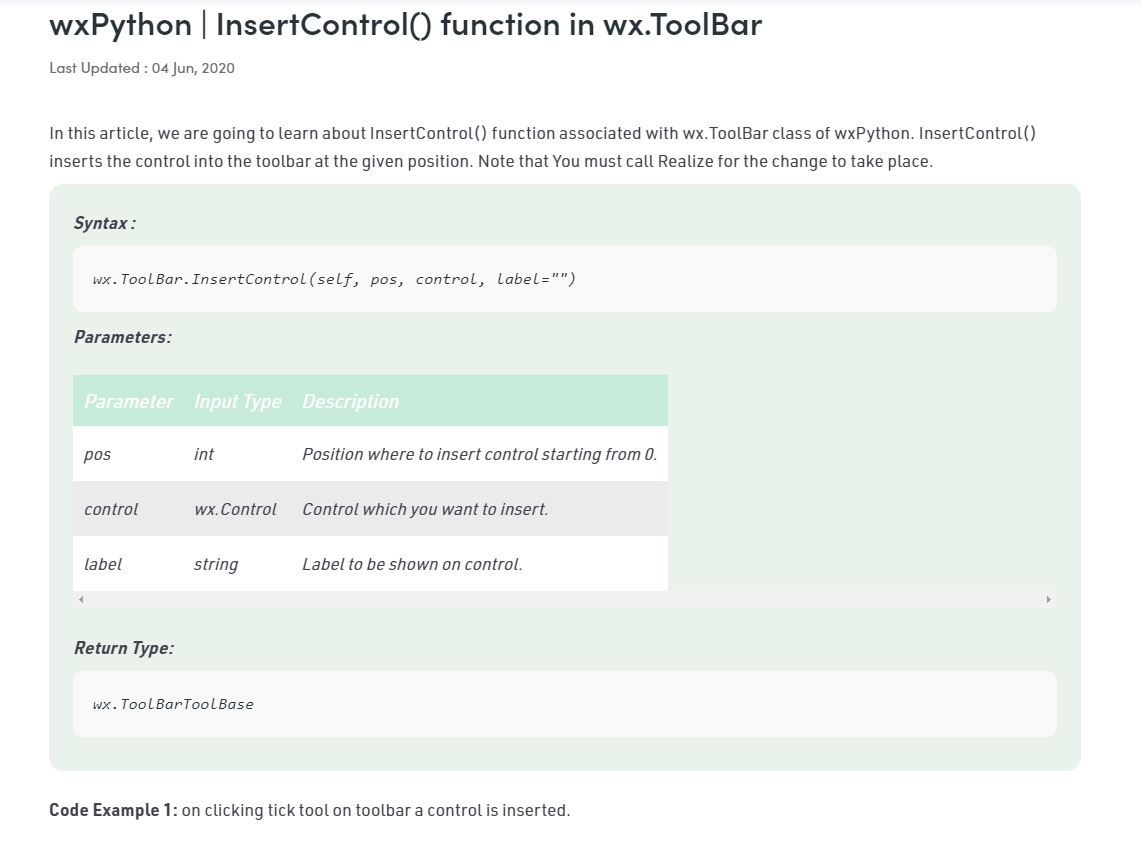 wxPython | InsertControl() function in wx.ToolBar
Last Updated : 04 Jun, 2020
In this article, we are going to learn about InsertControl() function associated with wx.ToolBar class of wxPython. InsertControl()
inserts the control into the toolbar at the given position. Note that You must call Realize for the change to take place.
Syntax :
wx.ToolBar.InsertControl(self, pos, control, label="")
Parameters:
Parameter Input Type Description
pos int Position where to insert control starting from 0.
control wx.Control Control which you want to insert.
label string Label to be shown on control.
Return Type:
wx.ToolBarToolBase
Code Example 1: on clicking tick tool on toolbar a control is inserted.